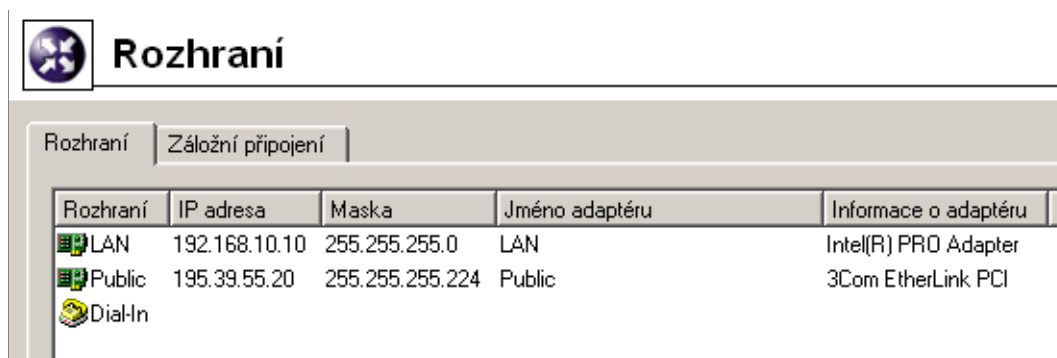 Rozhraní
Rozhraní Záložní připojení
Rozhraní IP adresa Maska Jméno adaptéru Informace o adaptéru
LAN 192.168.10.10 255.255.255.0 LAN Intel(R) PRO Adapter
Public 195.39.55.20 255.255.255.224 Public 3Com EtherLink PCI
Dial-In